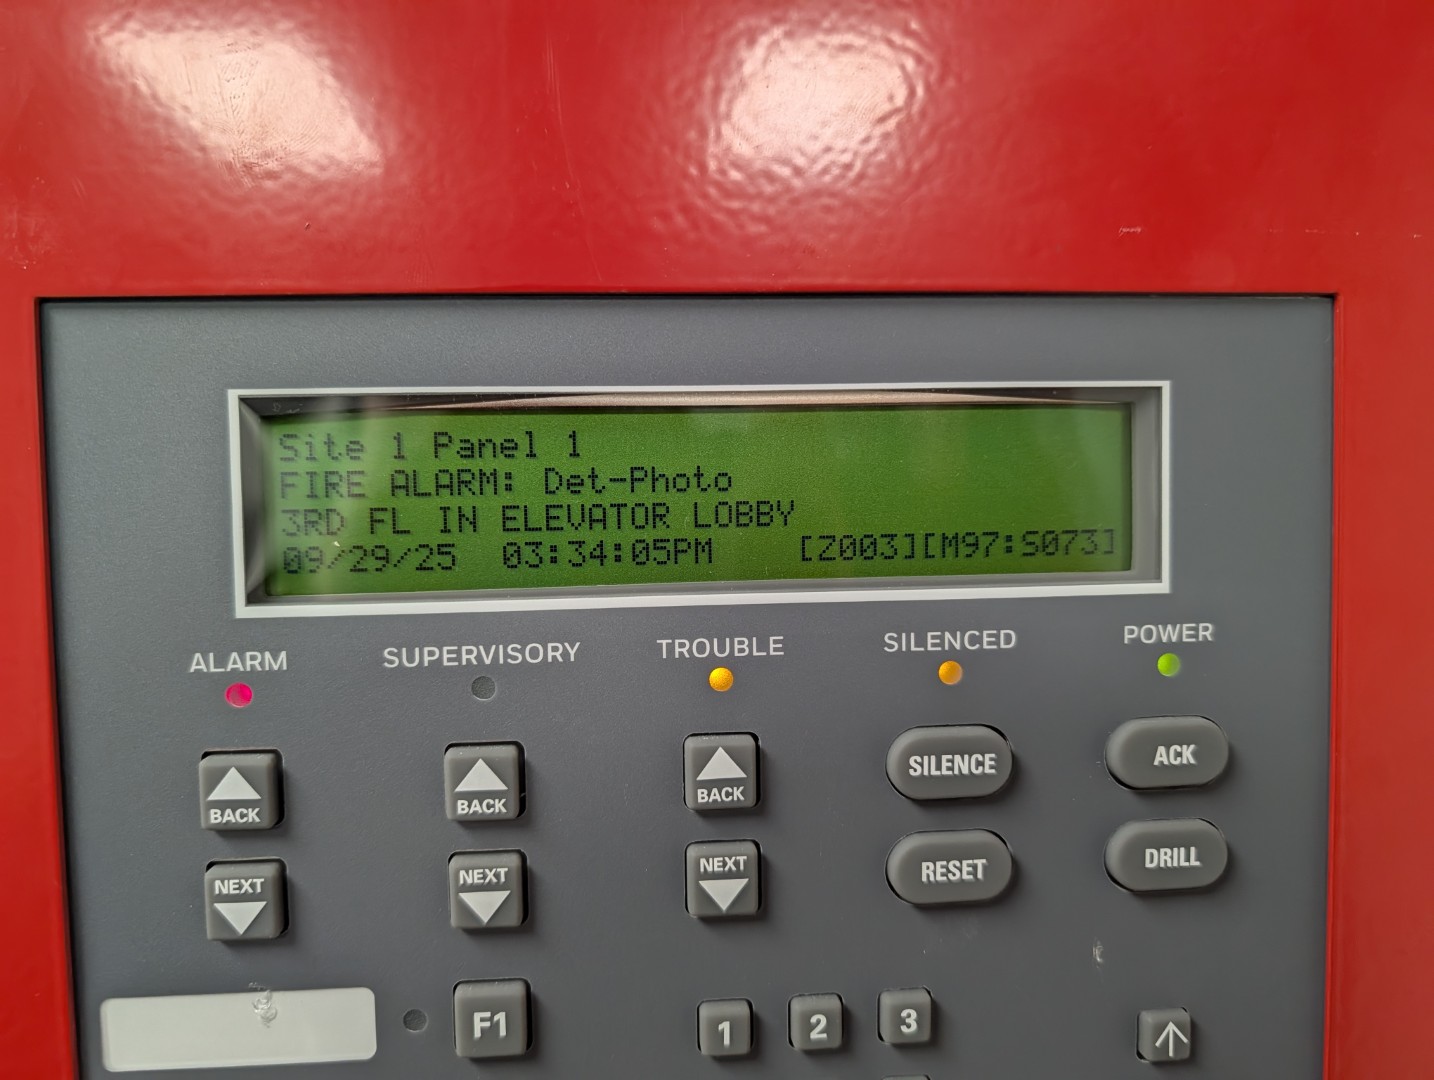 Site 1 Panel 1
FIRE ALARM: Det-Photo
3RD FL IN ELEVATOR LOBBY
09/29/25 03:34:05PM [Z003][M97:S073]
ALARM SUPERVISORY TROUBLE SILENCED POWER
BACK BACK BACK SILENCE ACK
NEXT NEXT NEXT RESET DRILL
F1 1 2 3